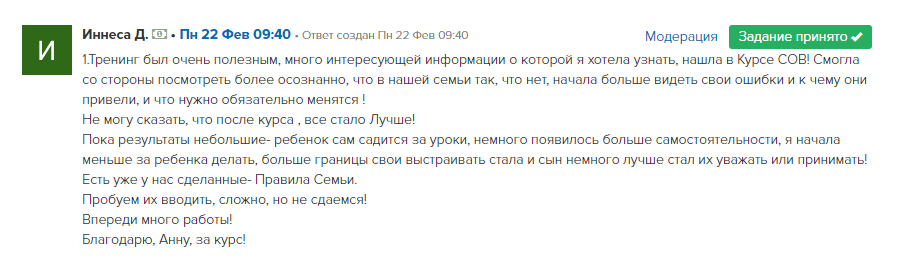 И
Иннеса Д. • Пн 22 Фев 09:40 • Ответ создан Пн 22 Фев 09:40
Модерация
Задание принято
1.Тренинг был очень полезным, много интересующей информации о которой я хотела узнать, нашла в Курсе СОВ! Смогла
со стороны посмотреть более осознанно, что в нашей семьи так, что нет, начала больше видеть свои ошибки и к чему они
привели, и что нужно обязательно менятся !
Не могу сказать, что после курса , все стало Лучше!
Пока результаты небольшие- ребенок сам садится за уроки, немного появилось больше самостоятельности, я начала
меньше за ребенка делать, больше границы свои выстраивать стала и сын немного лучше стал их уважать или принимать!
Есть уже у нас сделанные- Правила Семьи.
Пробуем их вводить, сложно, но не сдаемся!
Впереди много работы!
Благодарю, Анну, за курс!